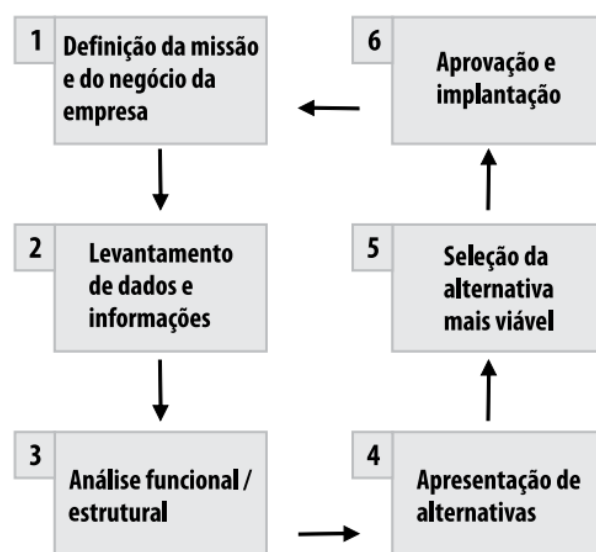 1
Definição da missão
e do negócio da
empresa
2
Levantamento
de dados e
informações
3
Análise funcional /
estrutural
4
Apresentação de
alternativas
5
Seleção da
alternativa
mais viável
6
Aprovação e
implantação